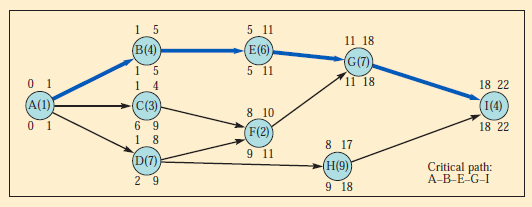 1 5
5 11
B(4)
E(6)
11 18
1 5
5 11
G(7)
0 1
1 4
11 18
18 22
A(1)
C(3)
I(4)
0 1
6 9
8 10
18 22
1 8
F(2)
D(7)
9 11
8 17
2 9
H(9)
9 18
Critical path:
A–B–E–G–I